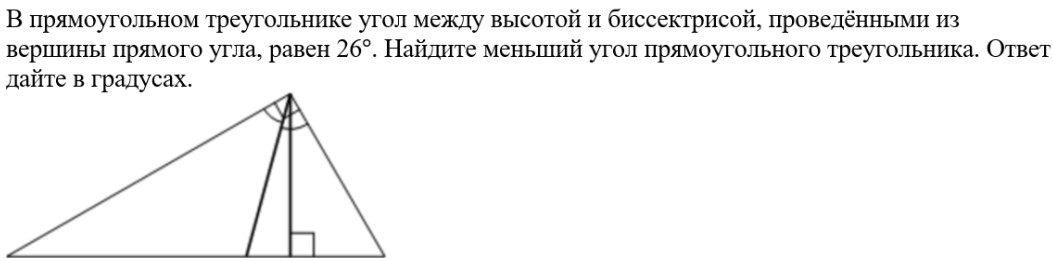 В прямоугольном треугольнике угол между высотой и биссектрисой, проведёнными из
вершины прямого угла, равен 26°. Найдите меньший угол прямоугольного треугольника. Ответ
дайте в градусах.